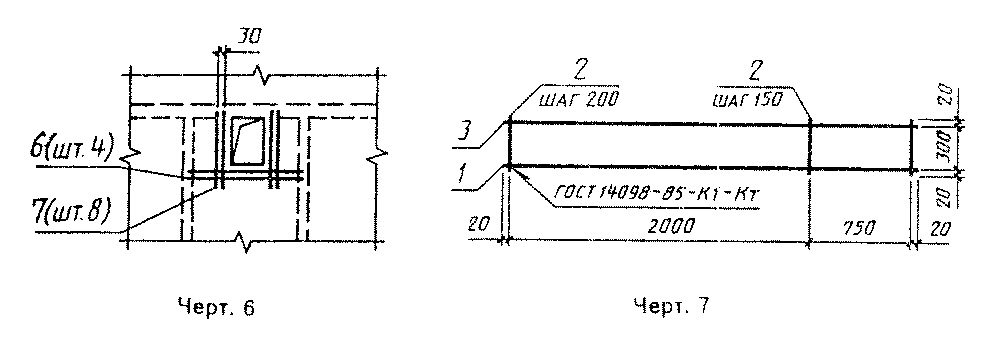 30
6(шт. 4)
7(шт. 8)
Черт. 6
2
ШАГ 200
2
ШАГ 150
3
1
ГОСТ 14098-85-К1-Кт
20
300
20
20
2000
750
20
Черт. 7